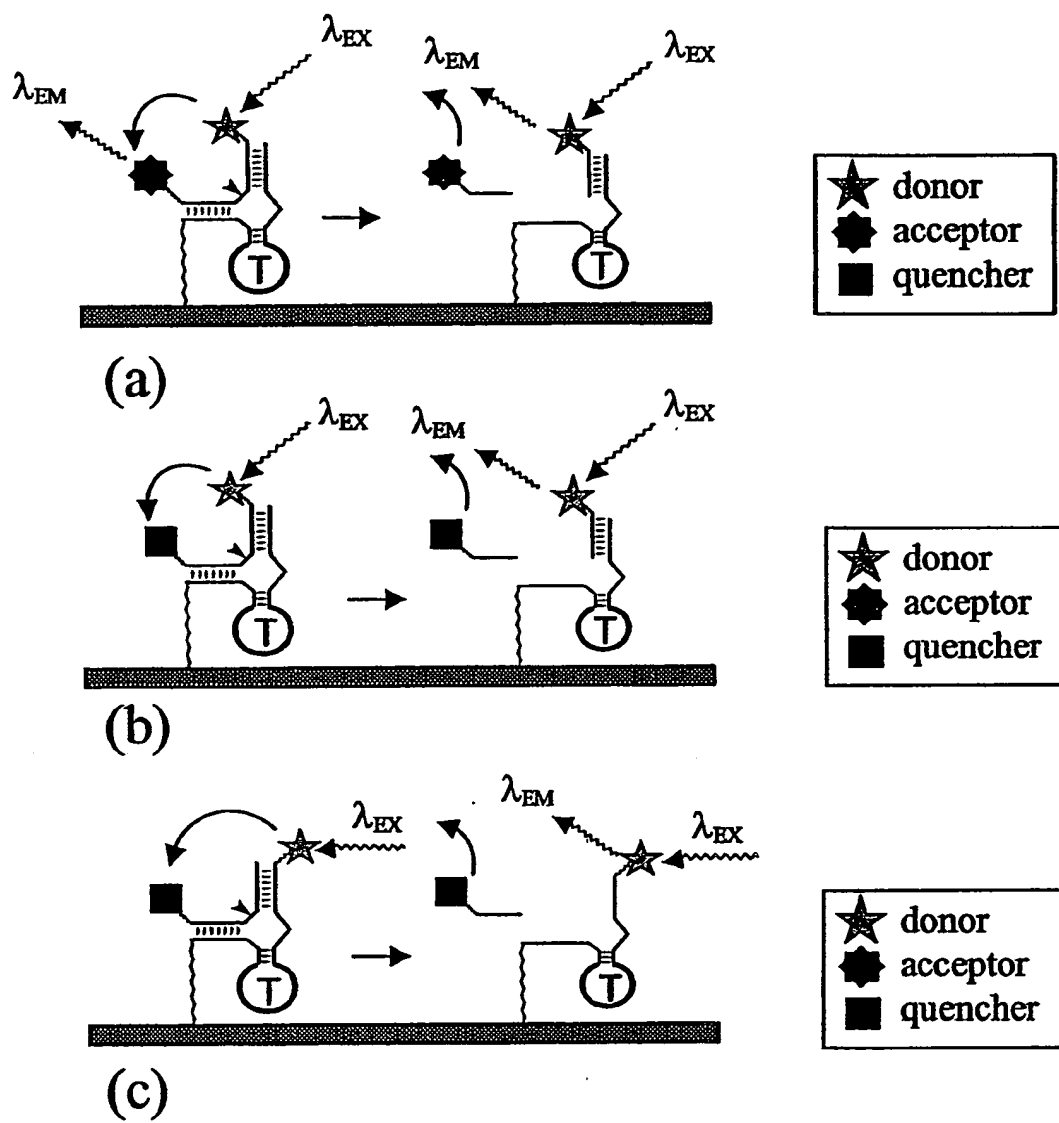 λEX
λEM
λEX
λEM
T
T
donor
acceptor
quencher
(a)
λEX
λEM
λEX
T
T
donor
acceptor
quencher
(b)
λEX
λEM
λEX
T
T
donor
acceptor
quencher
(c)